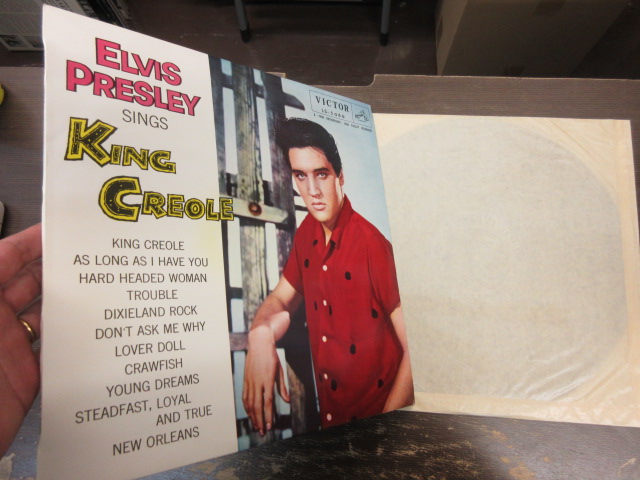 ELVIS
PRESLEY
SINGS
KING
CREOLE
KING CREOLE
AS LONG AS I HAVE YOU
HARD HEADED WOMAN
TROUBLE
DIXIELAND ROCK
DON'T ASK ME WHY
LOVER DOLL
CRAWFISH
YOUNG DREAMS
STEADFAST, LOYAL
AND TRUE
NEW ORLEANS
VICTOR